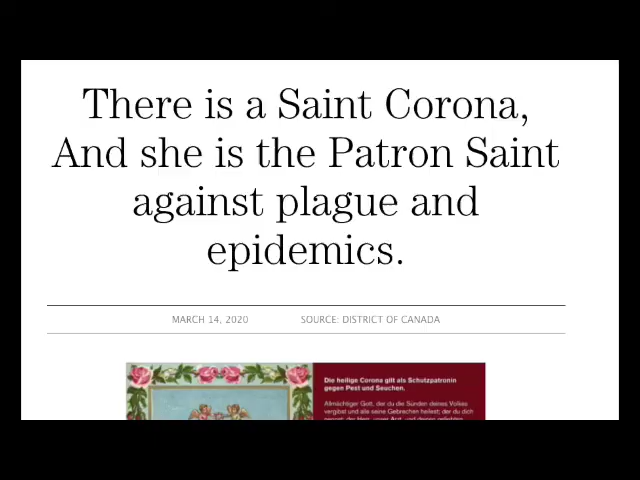 There is a Saint Corona,
And she is the Patron Saint
against plague and
epidemics.
MARCH 14, 2020 SOURCE: DISTRICT OF CANADA
Die heilige Corona gilt als Schutzpatronin
gegen Pest und Seuchen.
Allmächtiger Gott, der du die Sünden deines Volkes
vergibst und alle seine Gebrechen heilest; der du dich